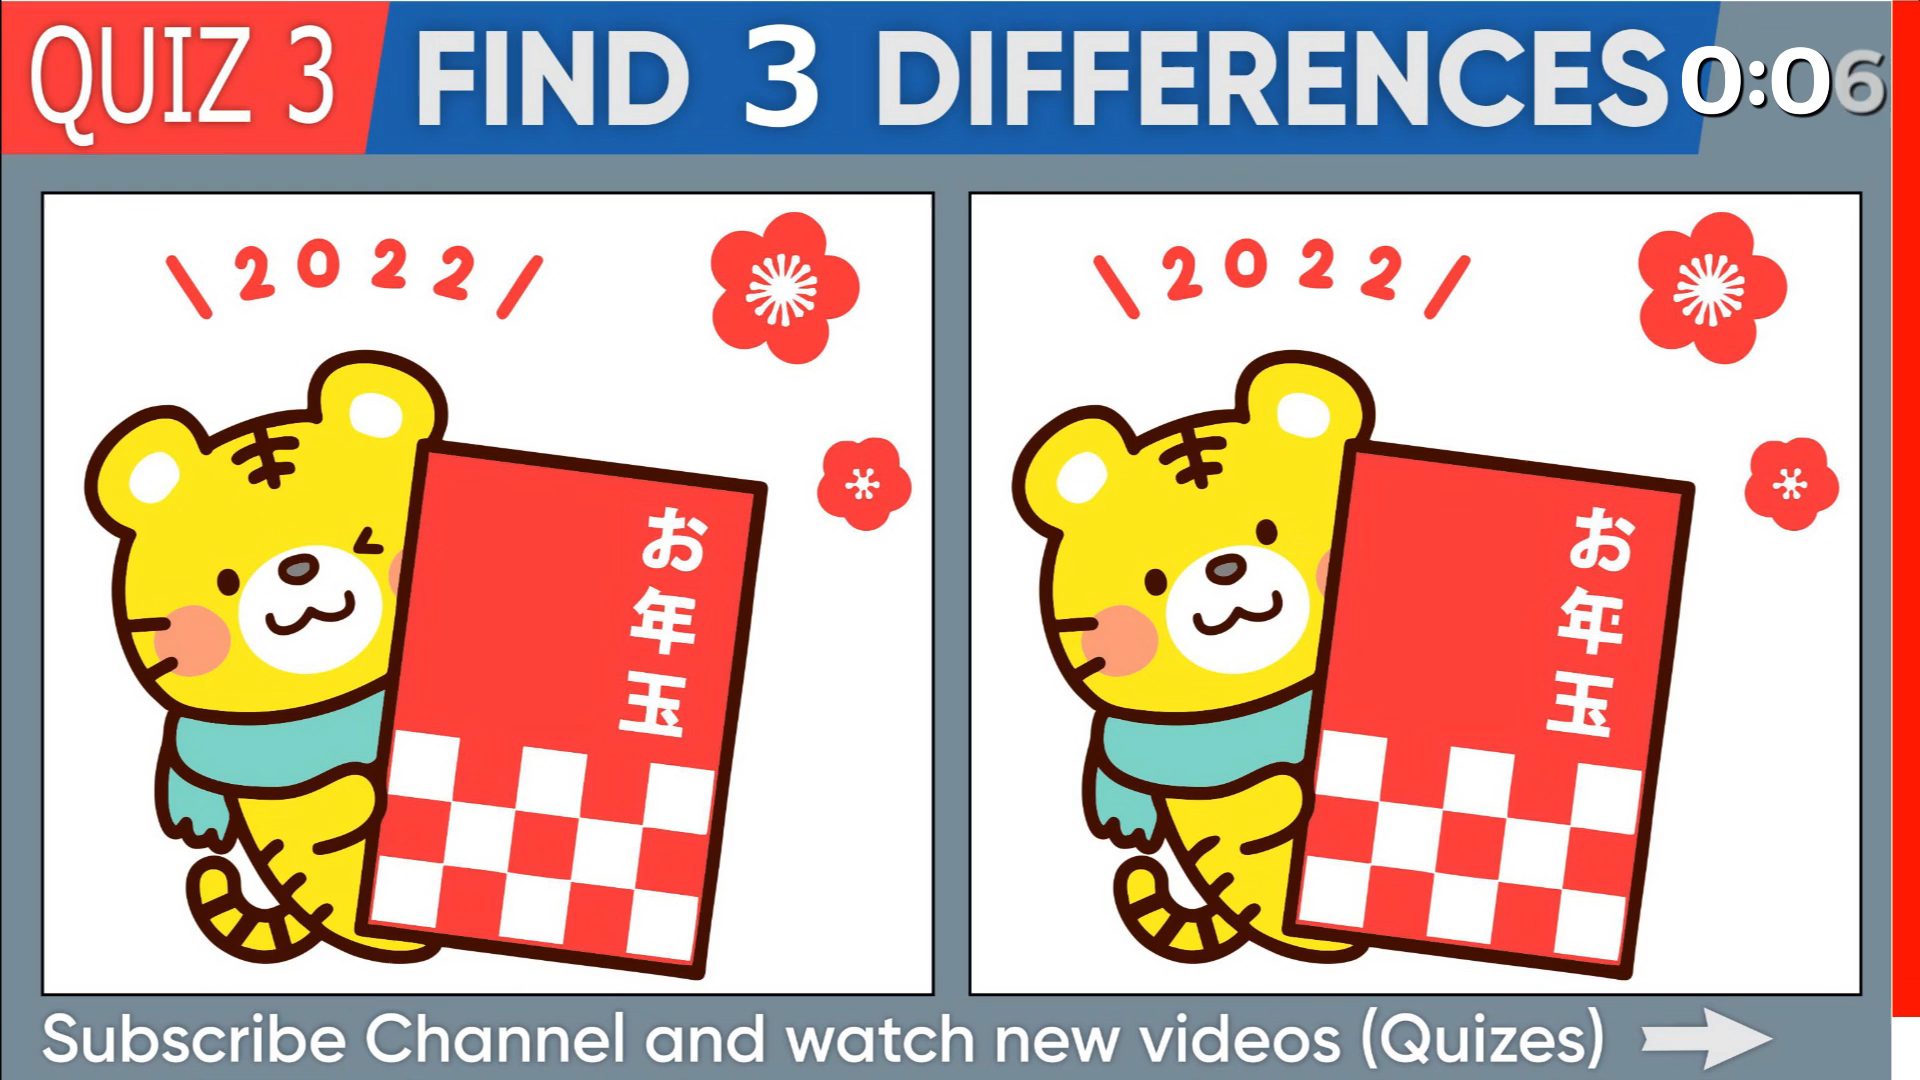 QUIZ 3
FIND 3 DIFFERENCES
0:06
\2022/
お年玉
\2022/
お年玉
Subscribe Channel and watch new videos (Quizes)